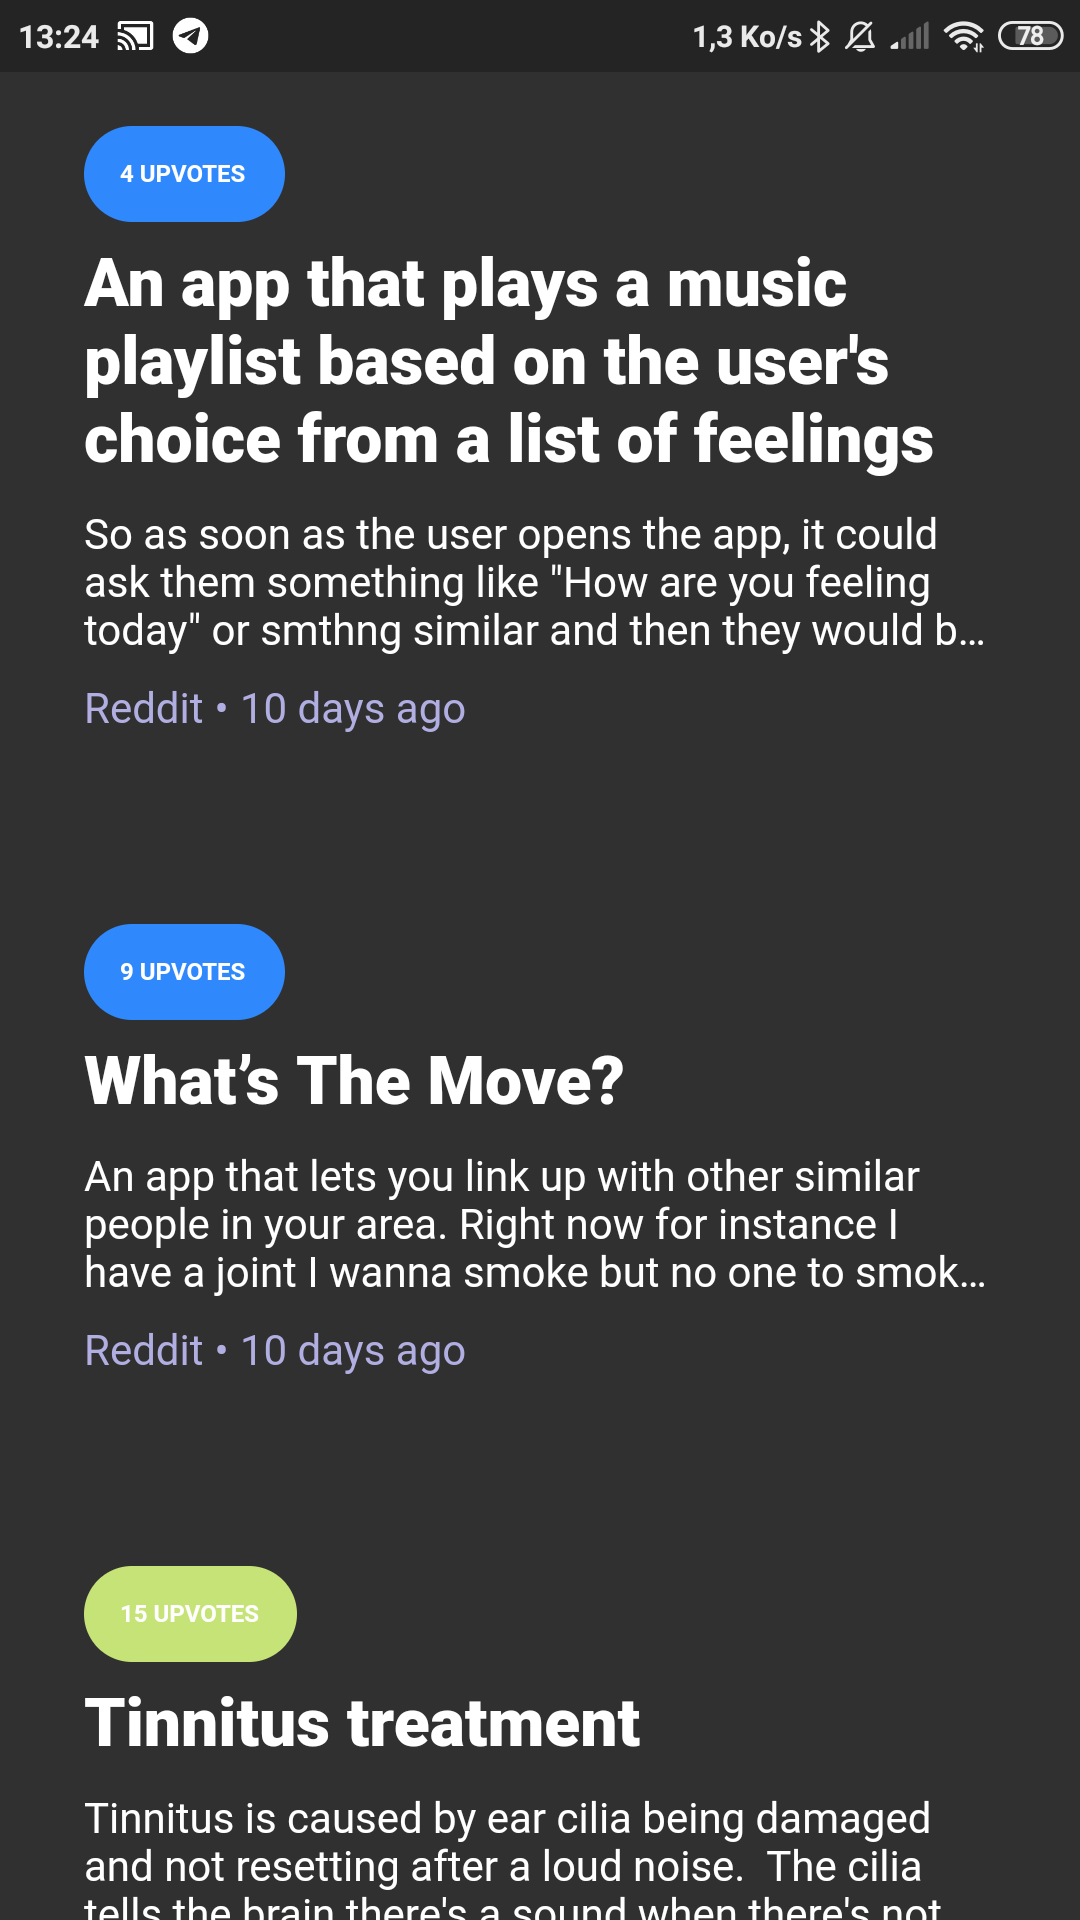 13:24 1,3 Ko/s 78
4 UPVOTES
An app that plays a music
playlist based on the user's
choice from a list of feelings
So as soon as the user opens the app, it could
ask them something like "How are you feeling
today" or smthng similar and then they would b...
Reddit • 10 days ago
9 UPVOTES
What’s The Move?
An app that lets you link up with other similar
people in your area. Right now for instance I
have a joint I wanna smoke but no one to smok...
Reddit • 10 days ago
15 UPVOTES
Tinnitus treatment
Tinnitus is caused by ear cilia being damaged
and not resetting after a loud noise.  The cilia
tells the brain there's a sound when there's not